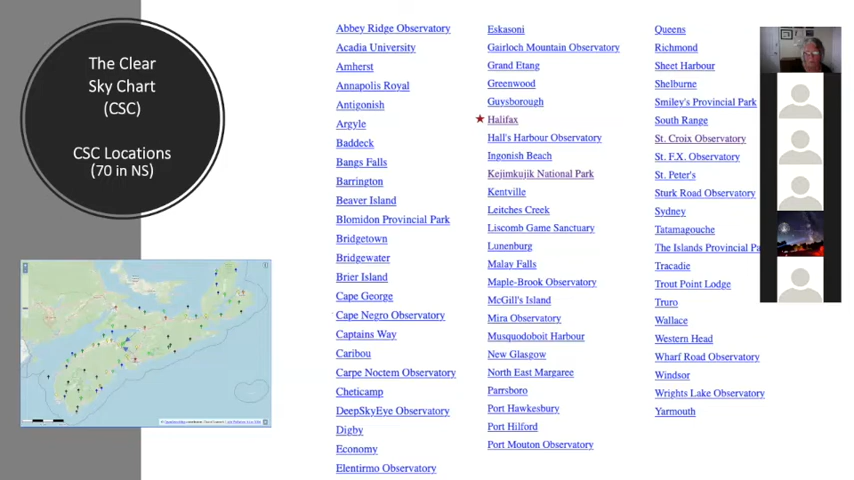 The Clear
Sky Chart
(CSC)
CSC Locations
(70 in NS)
Abbey Ridge Observatory
Acadia University
Amherst
Annapolis Royal
Antigonish
Argyle
Baddeck
Bangs Falls
Barrington
Beaver Island
Blomidon Provincial Park
Bridgetown
Bridgewater
Brier Island
Cape George
Cape Negro Observatory
Captains Way
Caribou
Carpe Noctem Observatory
Cheticamp
DeepSkyEye Observatory
Digby
Economy
Elentirmo Observatory
Eskasoni
Gairloch Mountain Observatory
Grand Etang
Greenwood
Guysborough
Halifax
Hall's Harbour Observatory
Ingonish Beach
Kejimkujik National Park
Kentville
Leitches Creek
Liscomb Game Sanctuary
Lunenburg
Malay Falls
Maple-Brook Observatory
McGill's Island
Mira Observatory
Musquodoboit Harbour
New Glasgow
North East Margaree
Parrsboro
Port Hawkesbury
Port Hilford
Port Mouton Observatory
Queens
Richmond
Sheet Harbour
Shelburne
Smiley's Provincial Park
South Range
St. Croix Observatory
St. F.X. Observatory
St. Peter's
Sturk Road Observatory
Sydney
Tatamagouche
The Islands Provincial Pa
Tracadie
Trout Point Lodge
Truro
Wallace
Western Head
Wharf Road Observatory
Windsor
Wrights Lake Observatory
Yarmouth